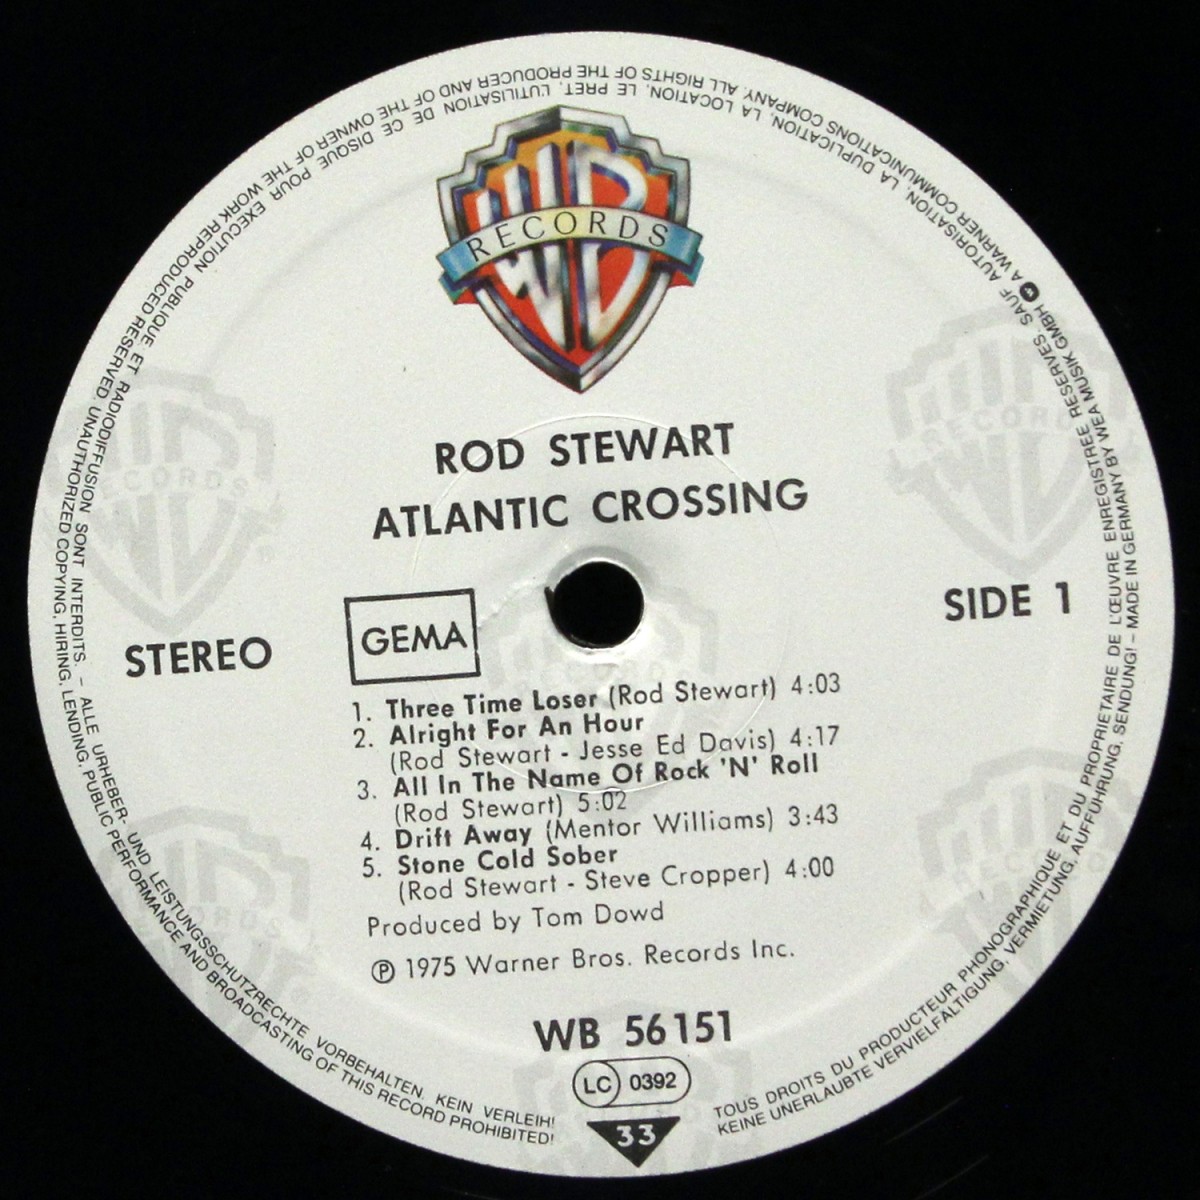 WB
RECORDS
ROD STEWART
ATLANTIC CROSSING
GEMA
STEREO
SIDE 1
1. Three Time Loser (Rod Stewart) 4:03
2. Alright For An Hour
(Rod Stewart - Jesse Ed Davis) 4:17
3. All In The Name Of Rock 'N' Roll
(Rod Stewart) 5:02
4. Drift Away (Mentor Williams) 3:43
5. Stone Cold Sober
(Rod Stewart - Steve Cropper) 4:00
Produced by Tom Dowd
℗ 1975 Warner Bros. Records Inc.
WB 56 151
LC 0392
33
TOUS DROITS DU PRODUCTEUR PHONOGRAPHIQUE ET DU PROPRIETAIRE DE L'ŒUVRE ENREGISTREE RESERVES. SAUF AUTORISATION, LA DUPLICATION, LA LOCATION, LE PRET, L'UTILISATION DE CE DISQUE POUR EXECUTION PUBLIQUE ET RADIODIFFUSION SONT INTERDITS. – ALLE URHEBER- UND LEISTUNGSSCHUTZRECHTE VORBEHALTEN. KEIN VERLEIH!
KEINE UNERLAUBTE VERVIELFÄLTIGUNG, VERMIETUNG, AUFFÜHRUNG, SENDUNG! – MADE IN GERMANY BY WEA MUSIK GMBH A WARNER COMMUNICATIONS COMPANY. ALL RIGHTS OF THE PRODUCER AND OF THE OWNER OF THE WORK REPRODUCED RESERVED. UNAUTHORIZED COPYING, HIRING, LENDING, PUBLIC PERFORMANCE AND BROADCASTING OF THIS RECORD PROHIBITED!